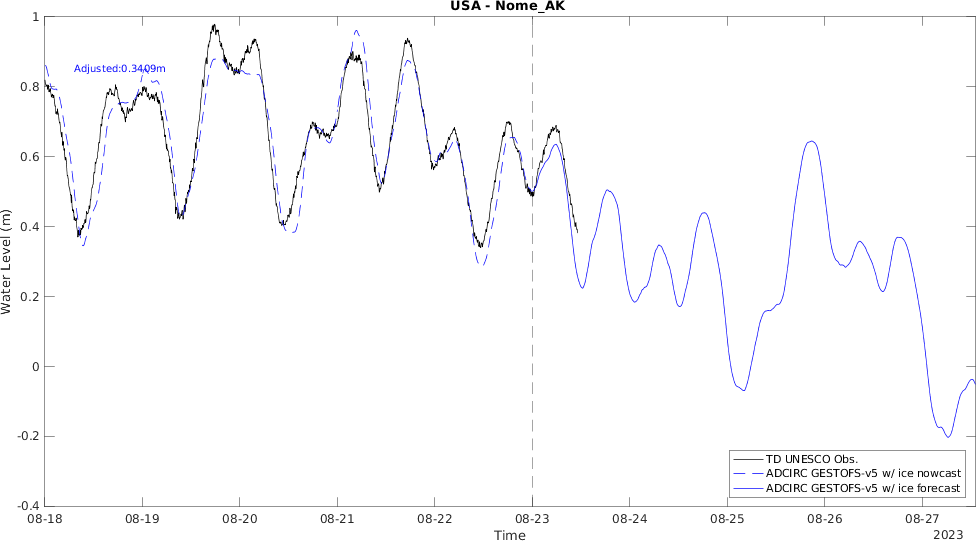 USA - Nome_AK
Water Level (m)
1
0.8
0.6
0.4
0.2
0
-0.2
-0.4
Adjusted:0.3409m
TD UNESCO Obs.
ADCIRC GESTOFS-v5 w/ ice nowcast
ADCIRC GESTOFS-v5 w/ ice forecast
08-18 08-19 08-20 08-21 08-22 08-23 08-24 08-25 08-26 08-27
Time
2023